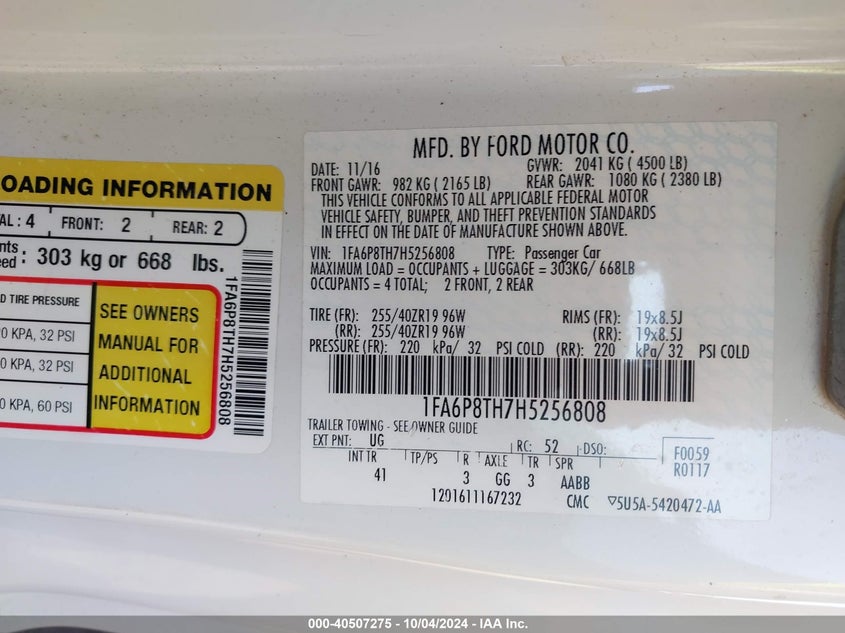 OADING INFORMATION
AL: 4 FRONT: 2 REAR: 2
nts
ed: 303 kg or 668 lbs.
D TIRE PRESSURE
0 KPA, 32 PSI
0 KPA, 32 PSI
0 KPA, 60 PSI
SEE OWNERS
MANUAL FOR
ADDITIONAL
INFORMATION
1FA6P8TH7H5256808
MFD. BY FORD MOTOR CO.
DATE: 11/16 GVWR: 2041 KG ( 4500 LB)
FRONT GAWR: 982 KG ( 2165 LB) REAR GAWR: 1080 KG ( 2380 LB)
THIS VEHICLE CONFORMS TO ALL APPLICABLE FEDERAL MOTOR
VEHICLE SAFETY, BUMPER, AND THEFT PREVENTION STANDARDS
IN EFFECT ON THE DATE OF MANUFACTURE SHOWN ABOVE.
VIN: 1FA6P8TH7H5256808 TYPE: Passenger Car
MAXIMUM LOAD = OCCUPANTS + LUGGAGE = 303KG/ 668LB
OCCUPANTS = 4 TOTAL; 2 FRONT, 2 REAR
TIRE (FR): 255/40ZR19 96W RIMS (FR): 19x8.5J
(RR): 255/40ZR19 96W (RR): 19x8.5J
PRESSURE (FR): 220 kPa/ 32 PSI COLD (RR): 220 kPa/ 32 PSI COLD
1FA6P8TH7H5256808
TRAILER TOWING - SEE OWNER GUIDE
EXT PNT: UG RC: 52 DSO: F0059
INT TR TP/PS R AXLE TR SPR R0117
41 3 GG 3 AABB
1201611167232 CMC ▽5U5A-5420472-AA
000-40507275 - 10/04/2024 - IAA Inc.